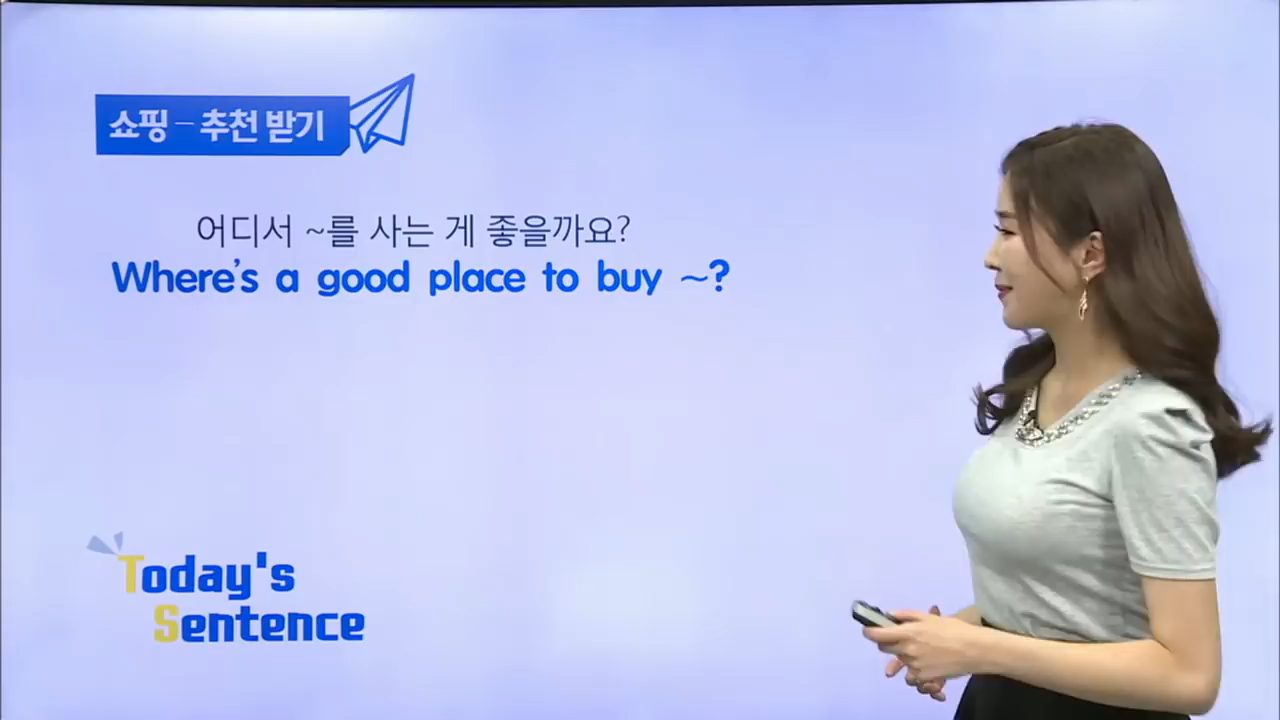 쇼핑 – 추천 받기
어디서 ~를 사는 게 좋을까요?
Where's a good place to buy ~?
Today's
Sentence